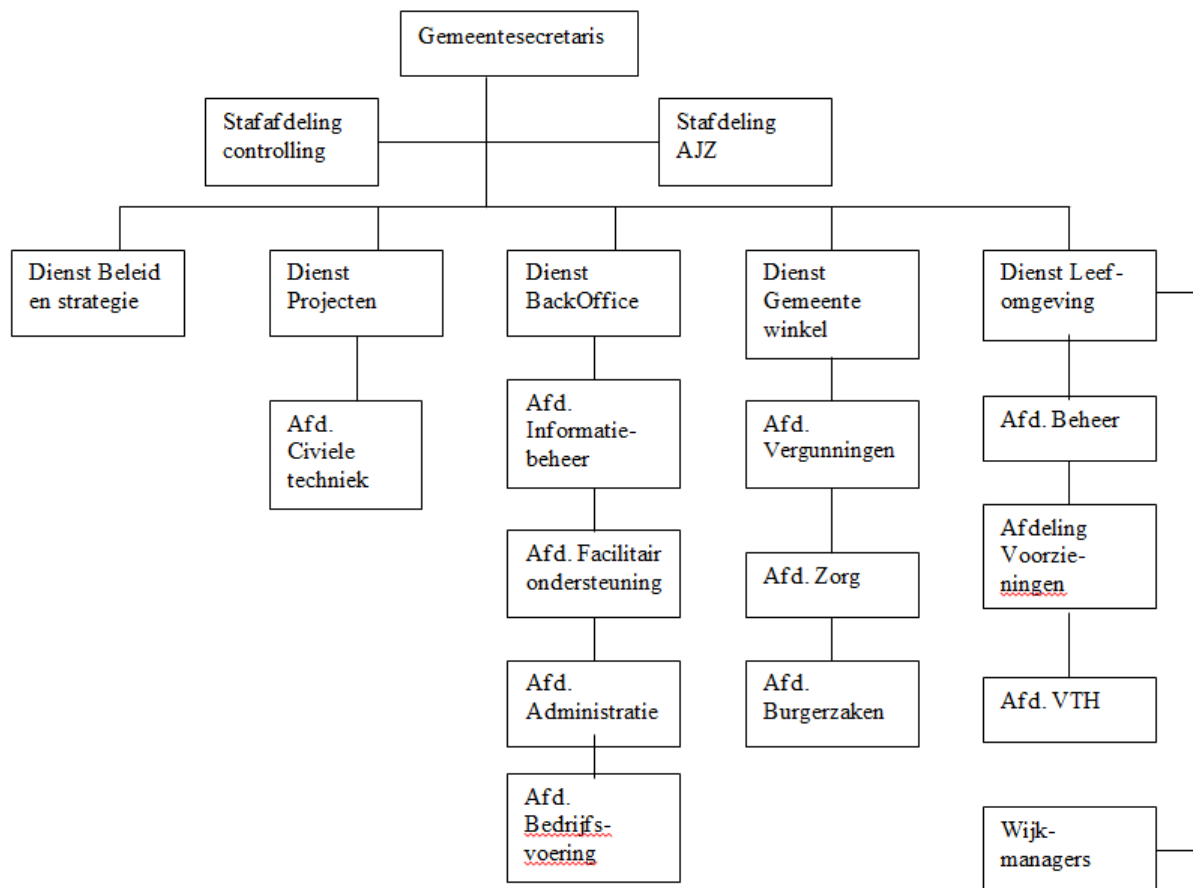 Gemeentesecretaris
Stafafdeling
controlling
Stafdeling
AJZ
Dienst Beleid
en strategie
Dienst
Projecten
Dienst
BackOffice
Dienst
Gemeente
winkel
Dienst Leef-
omgeving
Afd.
Civiele
techniek
Afd.
Informatie-
beheer
Afd.
Vergunningen
Afd. Beheer
Afd. Facilitair
ondersteuning
Afd. Zorg
Afdeling
Voorzie-
ningen
Afd.
Administratie
Afd.
Burgerzaken
Afd. VTH
Afd.
Bedrijfs-
voering
Wijk-
managers